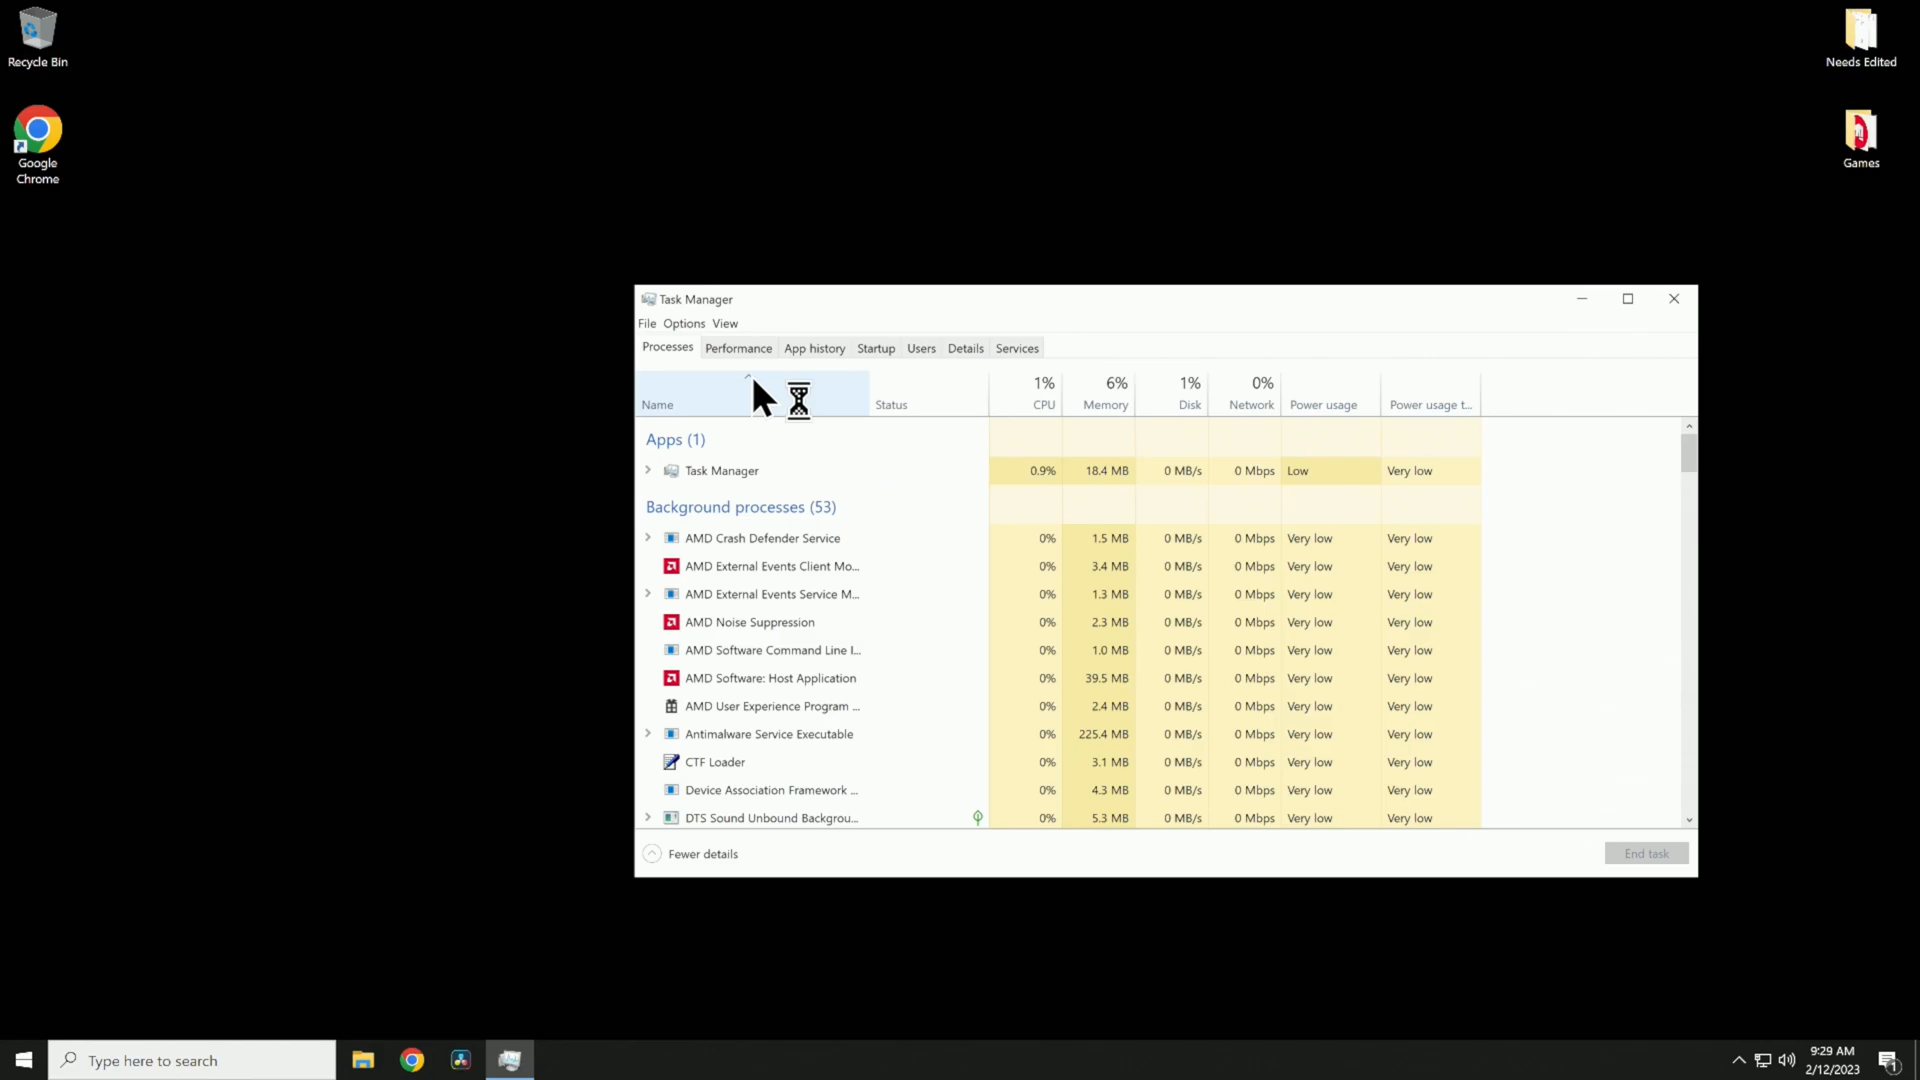 Recycle Bin
Google
Chrome
Needs Edited
Games
Task Manager
File Options View
Processes Performance App history Startup Users Details Services
1% 6% 1% 0%
Name Status CPU Memory Disk Network Power usage Power usage t...
Apps (1)
Task Manager 0.9% 18.4 MB 0 MB/s 0 Mbps Low Very low
Background processes (53)
AMD Crash Defender Service 0% 1.5 MB 0 MB/s 0 Mbps Very low Very low
AMD External Events Client Mo... 0% 3.4 MB 0 MB/s 0 Mbps Very low Very low
AMD External Events Service M... 0% 1.3 MB 0 MB/s 0 Mbps Very low Very low
AMD Noise Suppression 0% 2.3 MB 0 MB/s 0 Mbps Very low Very low
AMD Software Command Line I... 0% 1.0 MB 0 MB/s 0 Mbps Very low Very low
AMD Software: Host Application 0% 39.5 MB 0 MB/s 0 Mbps Very low Very low
AMD User Experience Program ... 0% 2.4 MB 0 MB/s 0 Mbps Very low Very low
Antimalware Service Executable 0% 225.4 MB 0 MB/s 0 Mbps Very low Very low
CTF Loader 0% 3.1 MB 0 MB/s 0 Mbps Very low Very low
Device Association Framework ... 0% 4.3 MB 0 MB/s 0 Mbps Very low Very low
DTS Sound Unbound Backgrou... 0% 5.3 MB 0 MB/s 0 Mbps Very low Very low
Fewer details End task
Type here to search
9:29 AM
2/12/2023
1